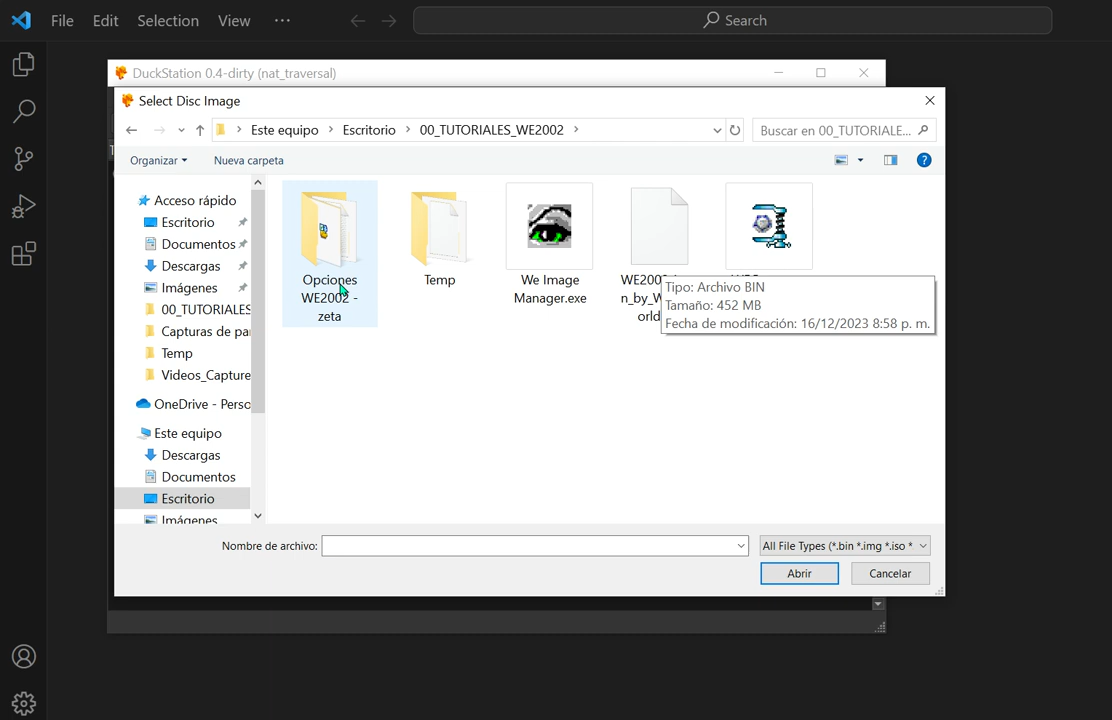 File Edit Selection View ···
Search
DuckStation 0.4-dirty (nat_traversal)
Select Disc Image
Este equipo > Escritorio > 00_TUTORIALES_WE2002 >
Buscar en 00_TUTORIALE...
Organizar
Nueva carpeta
Acceso rápido
Escritorio
Documentos
Descargas
Imágenes
00_TUTORIALES
Capturas de pa
Temp
Videos_Capture
OneDrive - Perso
Este equipo
Descargas
Documentos
Escritorio
Imágenes
Opciones
WE2002 -
zeta
Temp
We Image
Manager.exe
WE200
n_by_W
orld
Tipo: Archivo BIN
Tamaño: 452 MB
Fecha de modificación: 16/12/2023 8:58 p. m.
Nombre de archivo:
All File Types (*.bin *.img *.iso *
Abrir
Cancelar